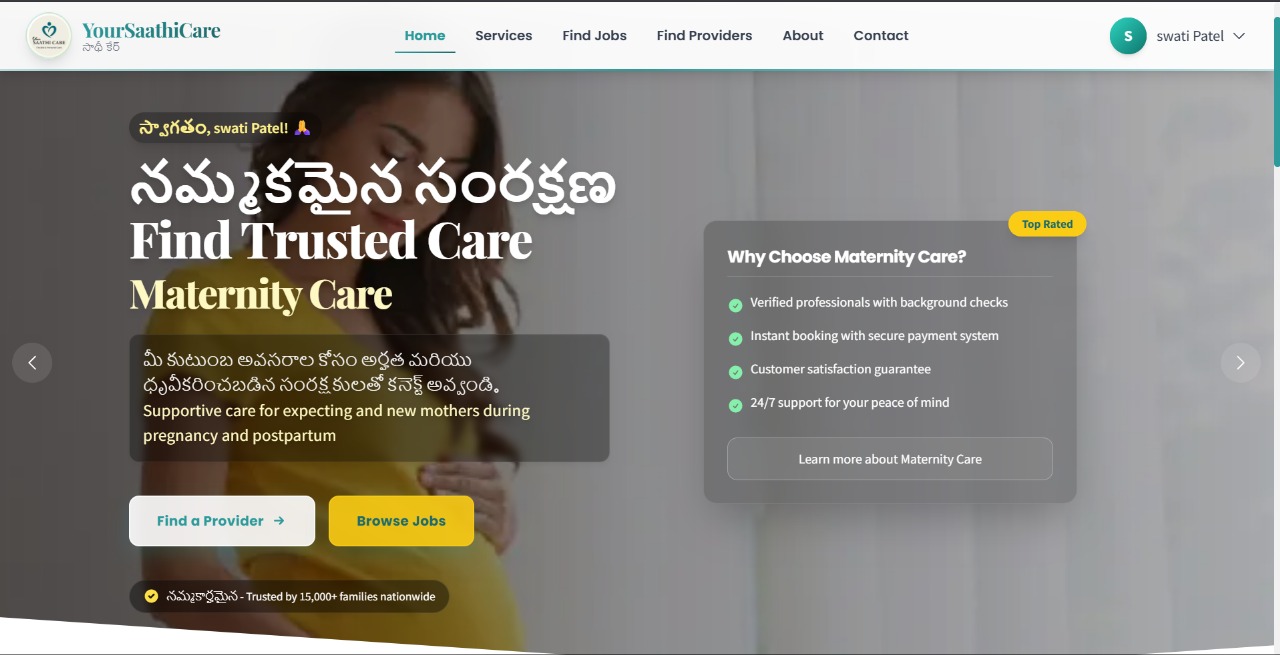 YourSaathiCare
సాథీ కేర్
Home
Services
Find Jobs
Find Providers
About
Contact
S
swati Patel
స్వాగతం, swati Patel! 🙏
నమ్మకమైన సంరక్షణ
Find Trusted Care
Maternity Care
మీ కుటుంబ అవసరాల కోసం అర్హత మరియు
ధృవీకరించబడిన సంరక్షకులతో కనెక్ట్ అవ్వండి.
Supportive care for expecting and new mothers during
pregnancy and postpartum
Find a Provider →
Browse Jobs
నమ్మకార్హమైన - Trusted by 15,000+ families nationwide
Top Rated
Why Choose Maternity Care?
Verified professionals with background checks
Instant booking with secure payment system
Customer satisfaction guarantee
24/7 support for your peace of mind
Learn more about Maternity Care